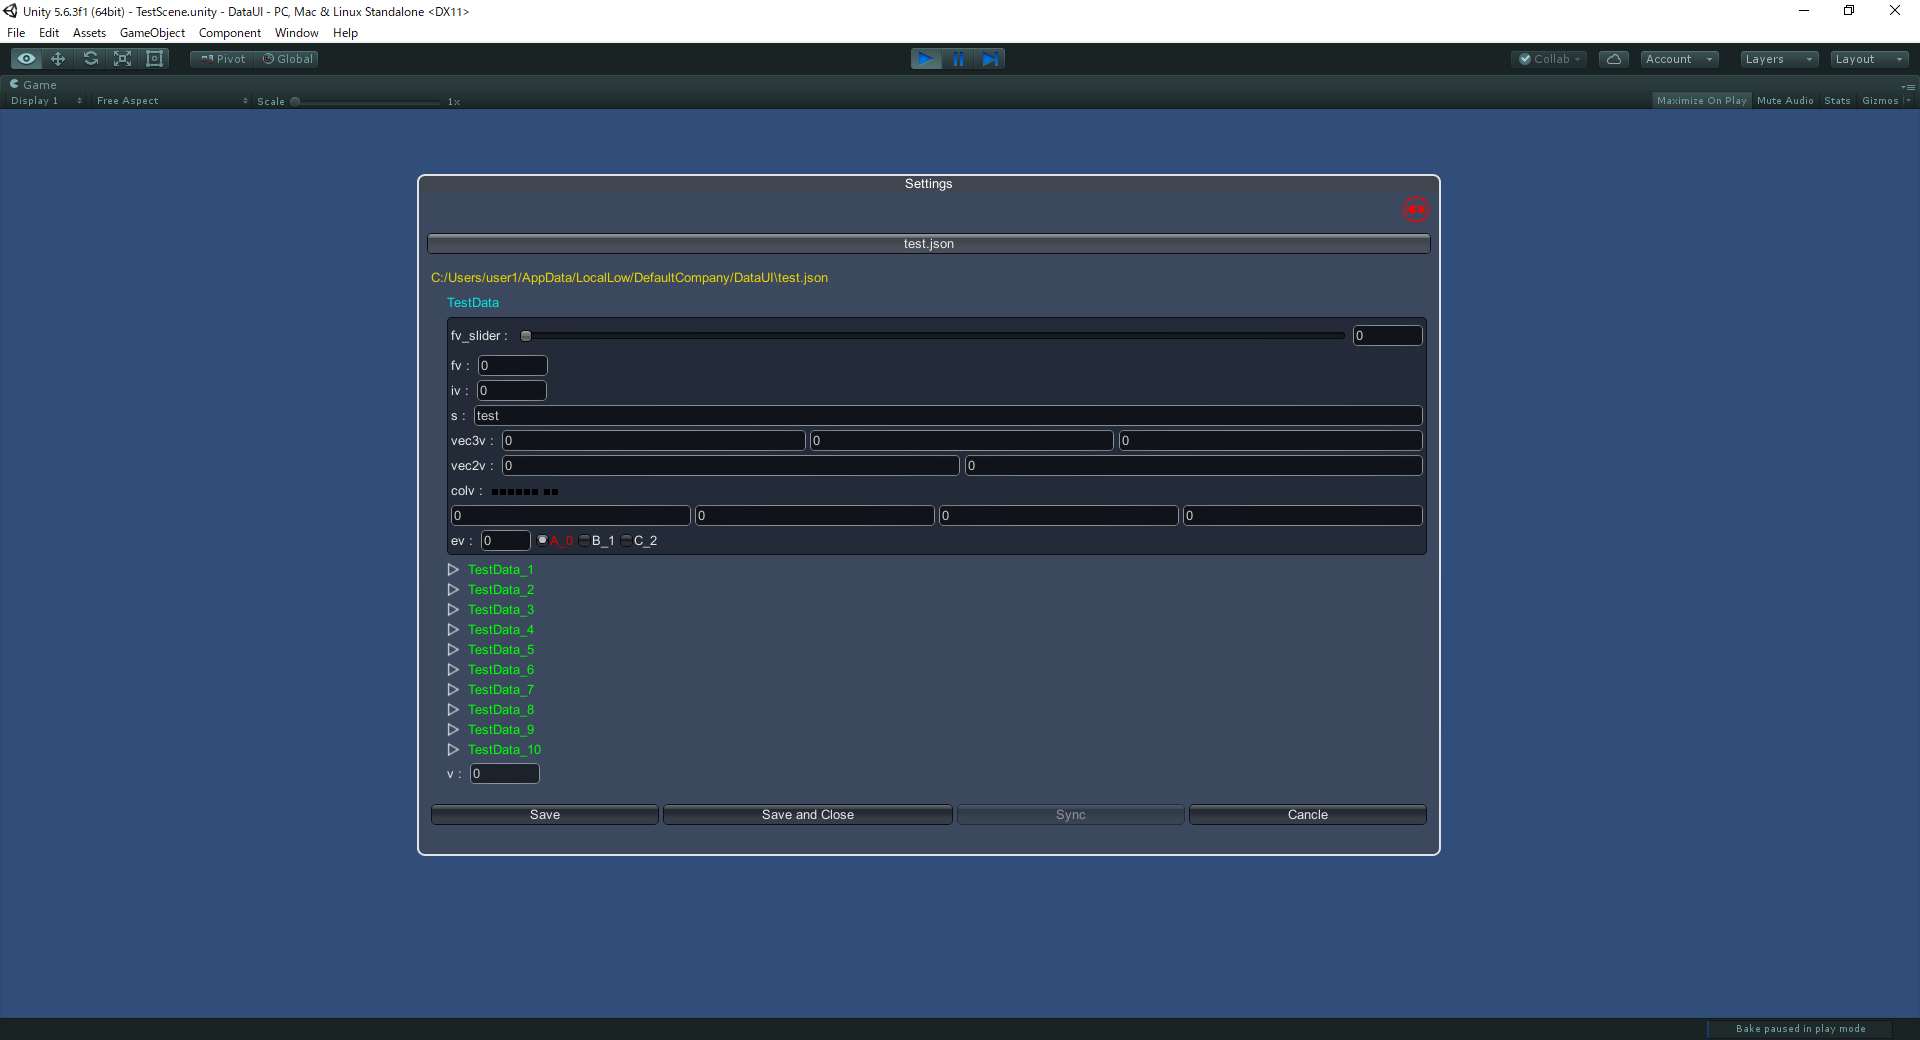 Unity 5.6.3f1 (64bit) - TestScene.unity - DataUI - PC, Mac & Linux Standalone <DX11>
File Edit Assets GameObject Component Window Help
Pivot Global Collab Account Layers Layout
Game
Display 1 Free Aspect Scale 1x Maximize On Play Mute Audio Stats Gizmos
Settings
test.json
C:/Users/user1/AppData/LocalLow/DefaultCompany/DataUI\test.json
TestData
fv_slider : 0
fv : 0
iv : 0
s : test
vec3v : 0 0 0
vec2v : 0 0
colv : ■■■■■■ ■■
0 0 0 0
ev : 0 A_0 B_1 C_2
TestData_1
TestData_2
TestData_3
TestData_4
TestData_5
TestData_6
TestData_7
TestData_8
TestData_9
TestData_10
v : 0
Save Save and Close Sync Cancle
Bake paused in play mode